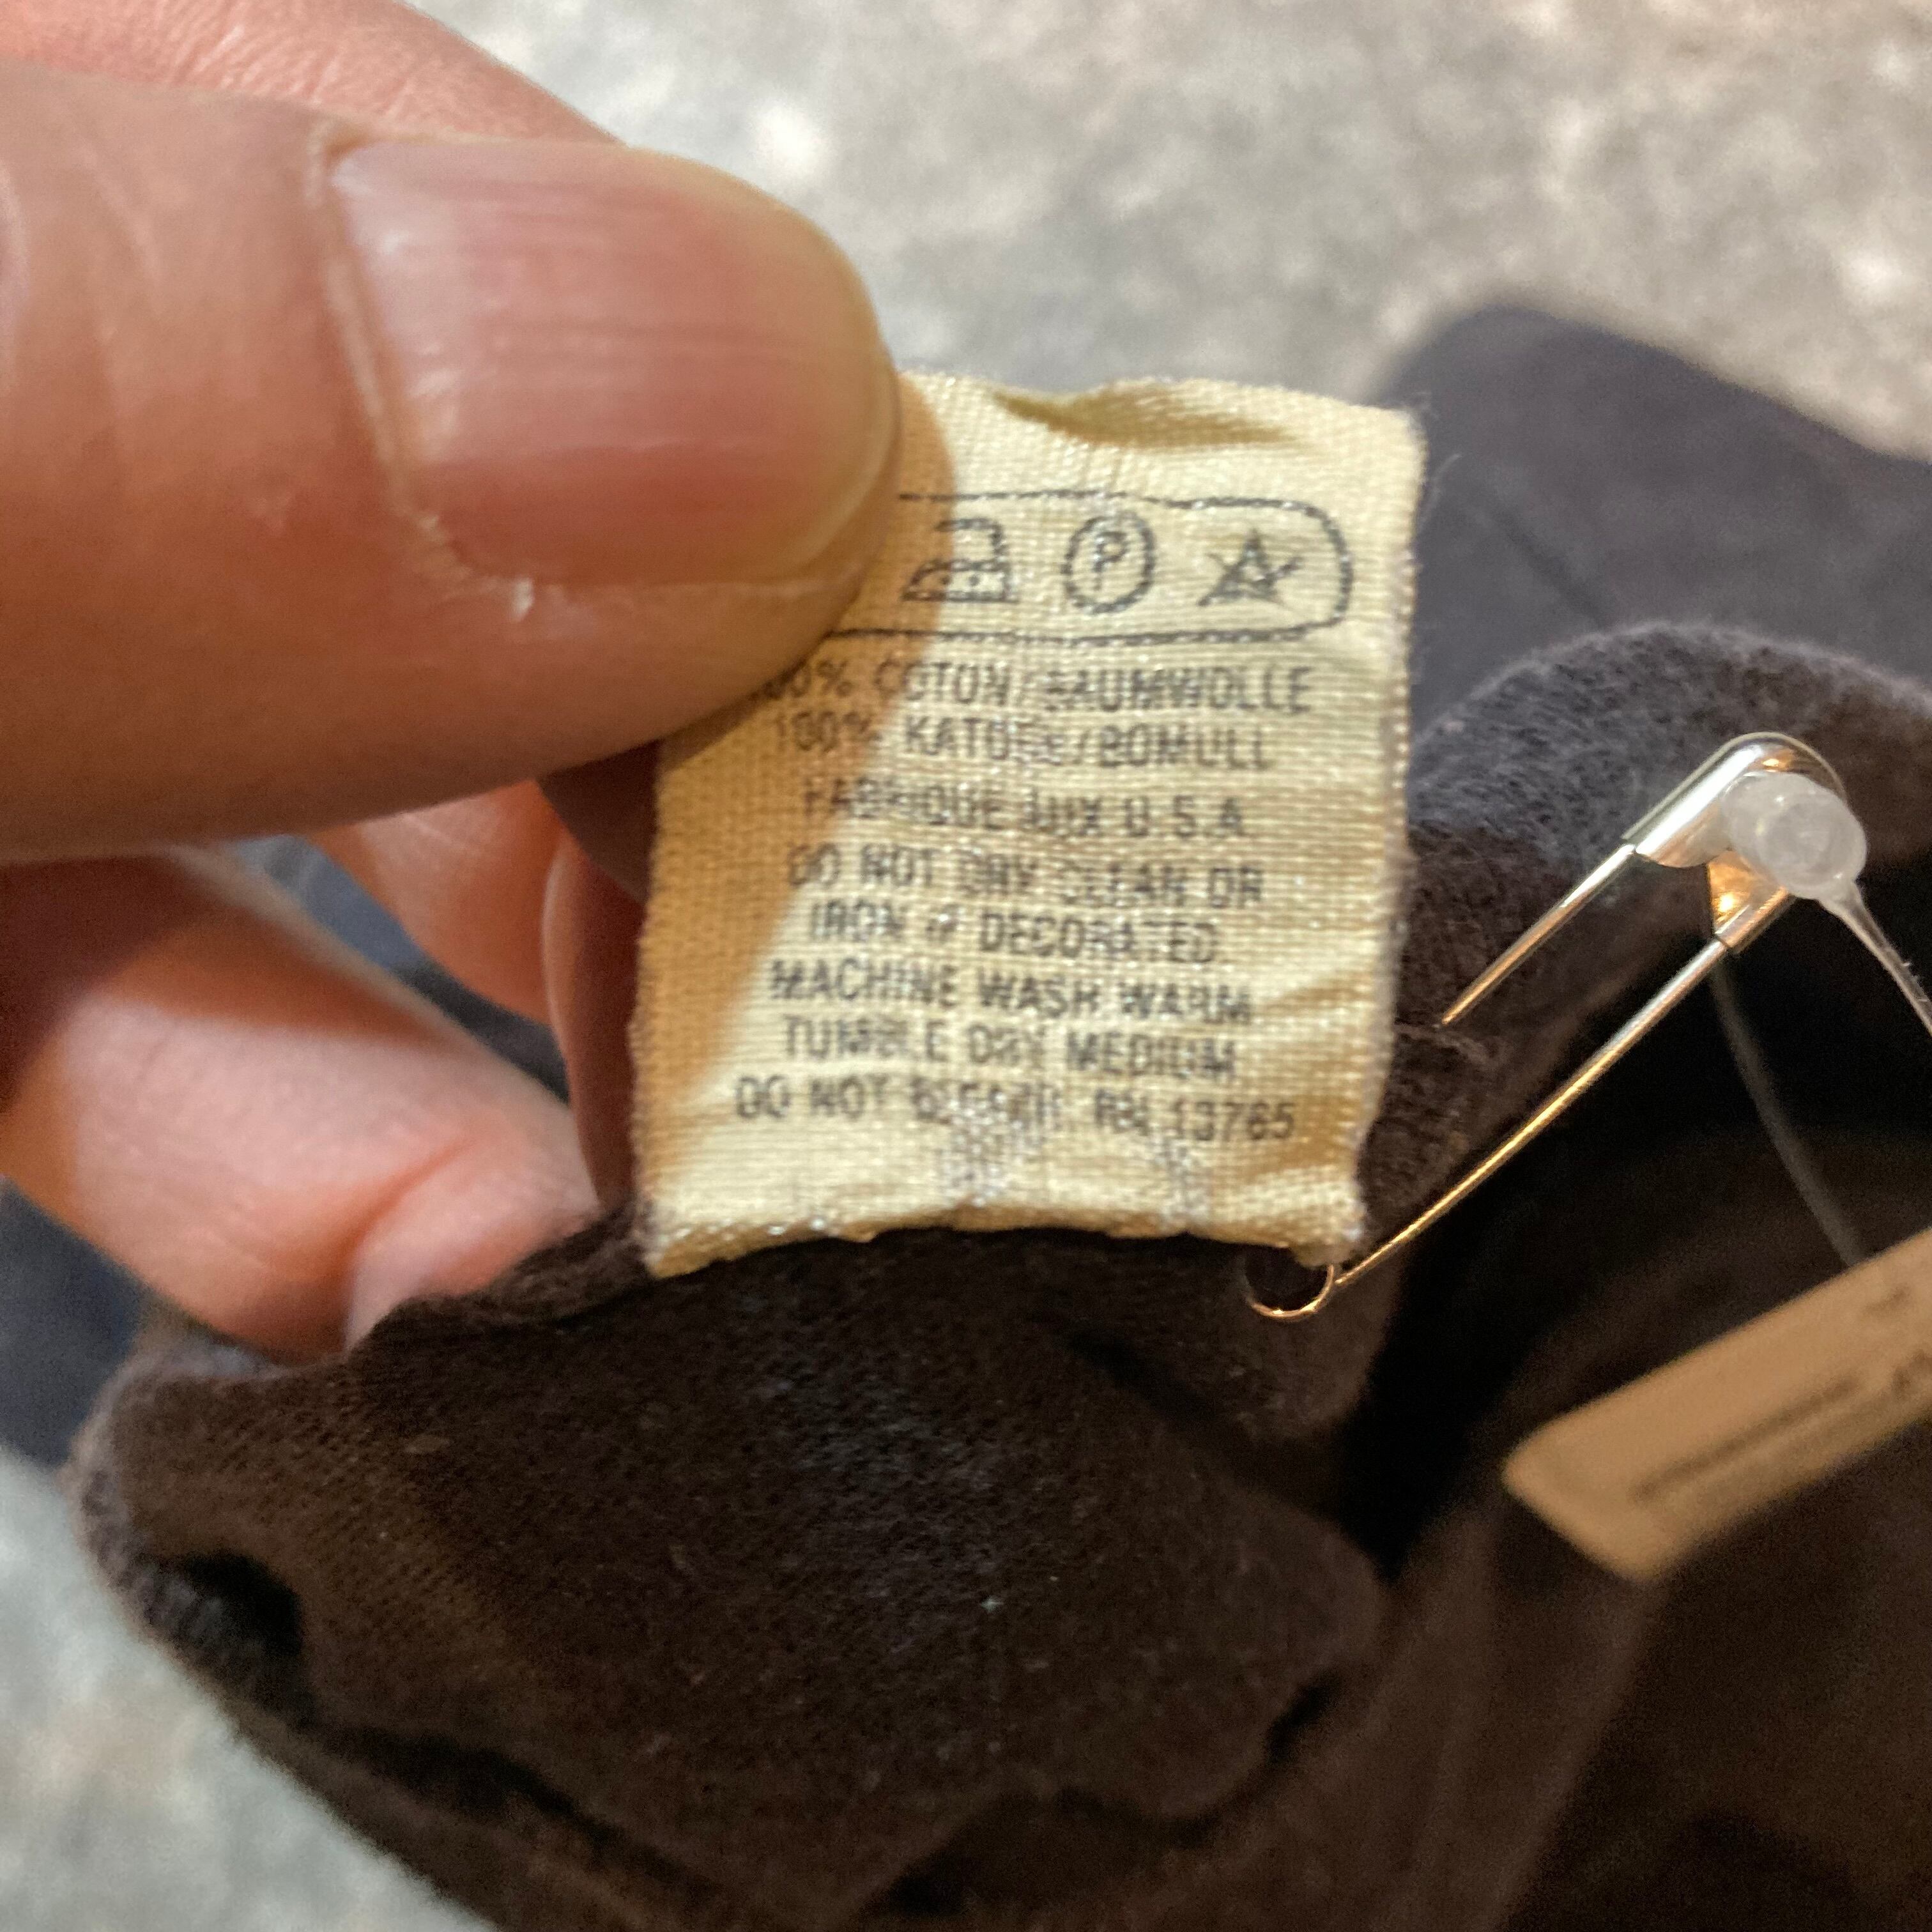 P
00% COTON/BAUMWOLLE
100% KATOEN/BOMULL
FABRIQUE AUX U.S.A.
DO NOT DRY CLEAN OR
IRON IF DECORATED.
MACHINE WASH WARM
TUMBLE DRY MEDIUM
DO NOT BLEACH RN 13765